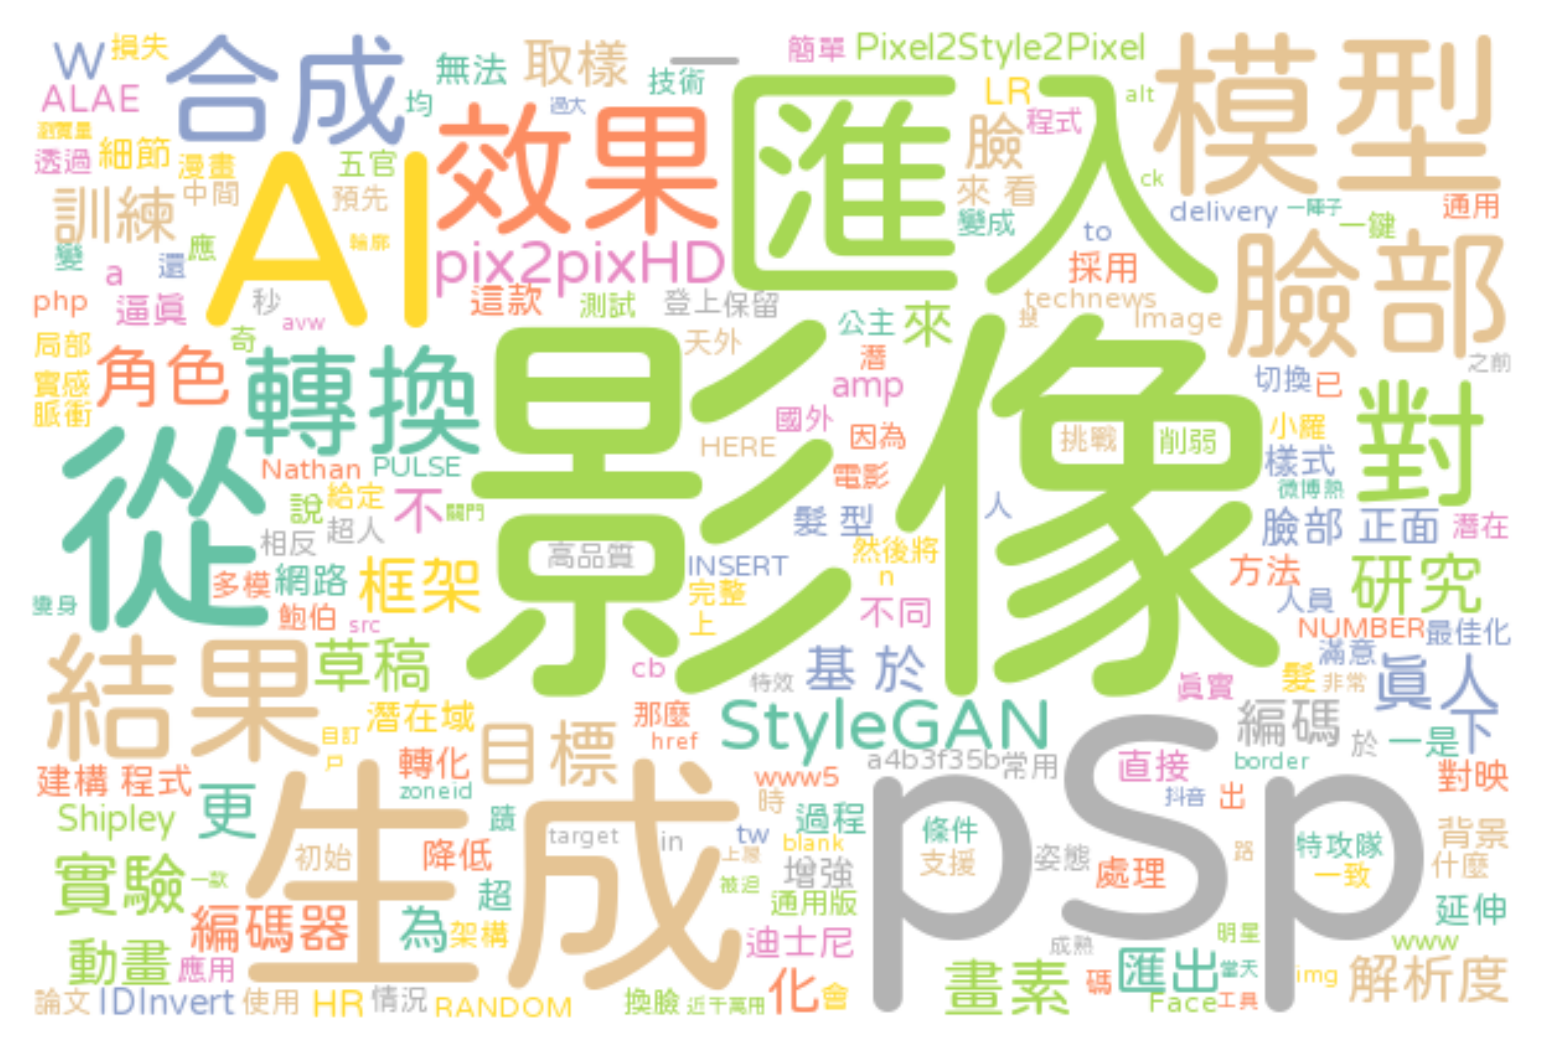 W 損失 合成 無法 取樣 一 簡單 Pixel2Style2Pixel 模型
ALAE 均 技術 LR alt
過大 效果 匯入 臉 程式
透過 細節 漫畫 AI 五官 ck
訓練 中間 預先 來 看 delivery 一陣子 一鍵 通用
變 應 輪廓 pix2pixHD 變成 to 臉部
a 還 採用
php 逼真 秒 avw 這款 測試 登上保留 technews Image
局部 奇 天外 公主 來 搜 之前
實感 角色 轉換 潛 切換 已
脈衝 amp 國外 小羅 對
從 Nathan PULSE HERE 因為 挑戰 削弱 樣式
給定 不 電影 微博熱
說 超人 關門 髮 型 人 臉部 正面 潛在
相反 影像 高品質 然後將
多模 網路 框架 INSERT n 方法 研究
變身 鮑伯 src 完整 不同 人員
上 NUMBER 最佳化
結果 草稿 cb 特效 基 於 滿意 真人
真實 髮 非常
潛在域 目標 那麼 StyleGAN 編碼 下
自訂 href 於 一是
戶 轉化 a4b3f35b 常用 直接 border
建構 程式 zoneid www5 pSp 抖音 出 對映
Shipley 更 生成 蹟 時 過程
target in tw blank 條件 特攻隊 背景
初始 降低 上線 增強 支援 姿態 處理 路 一致 什麼
實驗 一款 超 被迫 通用版 延伸
編碼器 為 架構 迪士尼 成熟 明星 www
動畫 應用 匯出 當天
化 會 畫素 碼 img 解析度
論文 IDInvert 使用 HR 情況 RANDOM 換臉 近千萬用 Face 工具